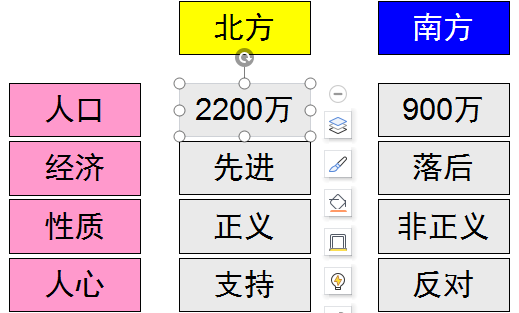 北方 南方
人口 2200万 900万
经济 先进 落后
性质 正义 非正义
人心 支持 反对